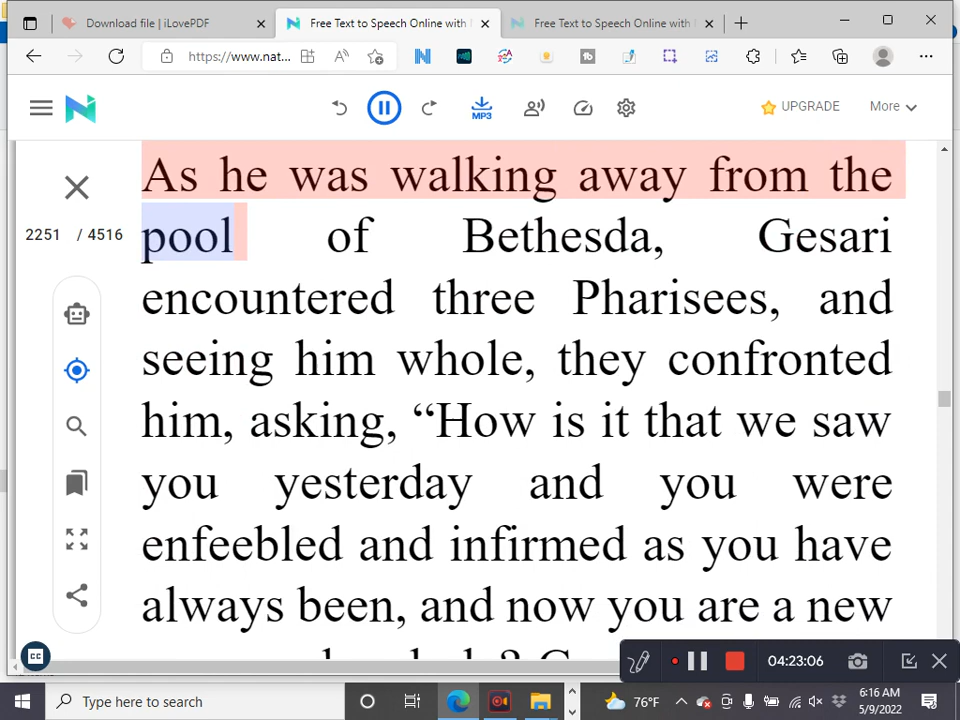 Download file | iLovePDF
Free Text to Speech Online with
Free Text to Speech Online with
https://www.nat...
MP3
UPGRADE
More
2251 / 4516
As he was walking away from the
pool of Bethesda, Gesari
encountered three Pharisees, and
seeing him whole, they confronted
him, asking, “How is it that we saw
you yesterday and you were
enfeebled and infirmed as you have
always been, and now you are a new
CC
04:23:06
Type here to search
76°F
6:16 AM
5/9/2022